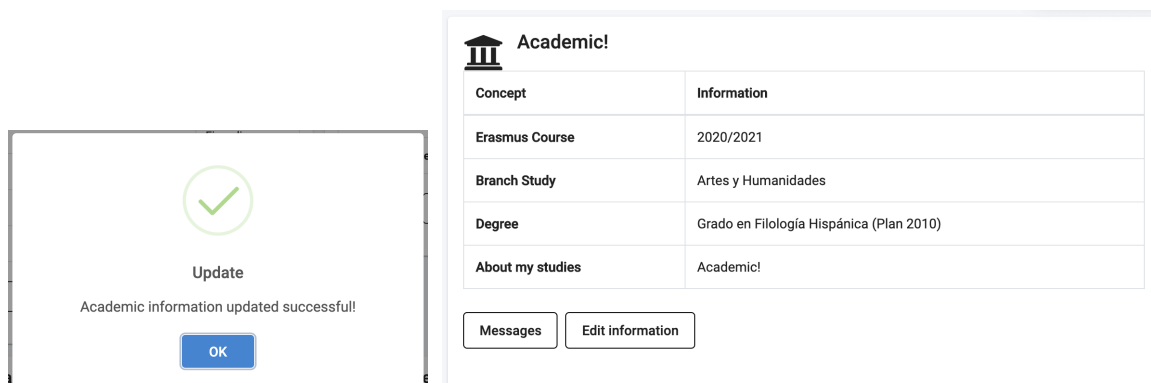 Update
Academic information updated successful!
OK
Academic!
Concept Information
Erasmus Course 2020/2021
Branch Study Artes y Humanidades
Degree Grado en Filología Hispánica (Plan 2010)
About my studies Academic!
Messages Edit information